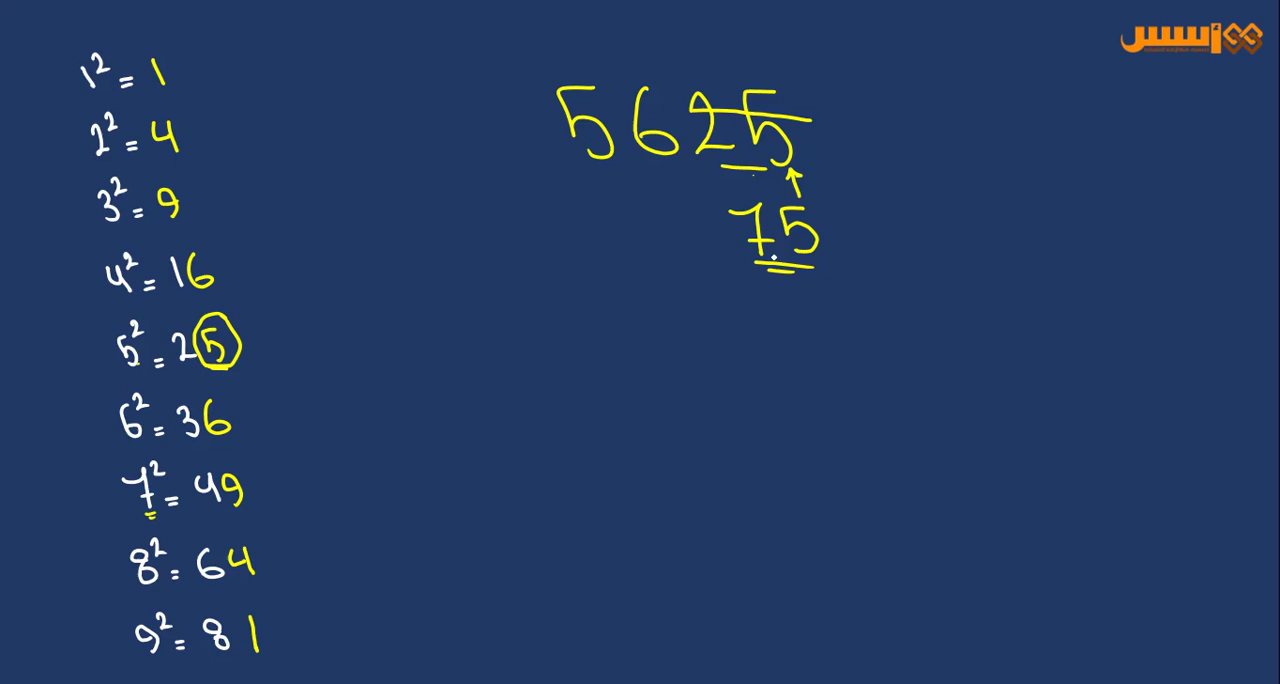 أسس
1² = 1
2² = 4
3² = 9
4² = 16
5² = 25
6² = 36
7² = 49
8² = 64
9² = 81
5625
75